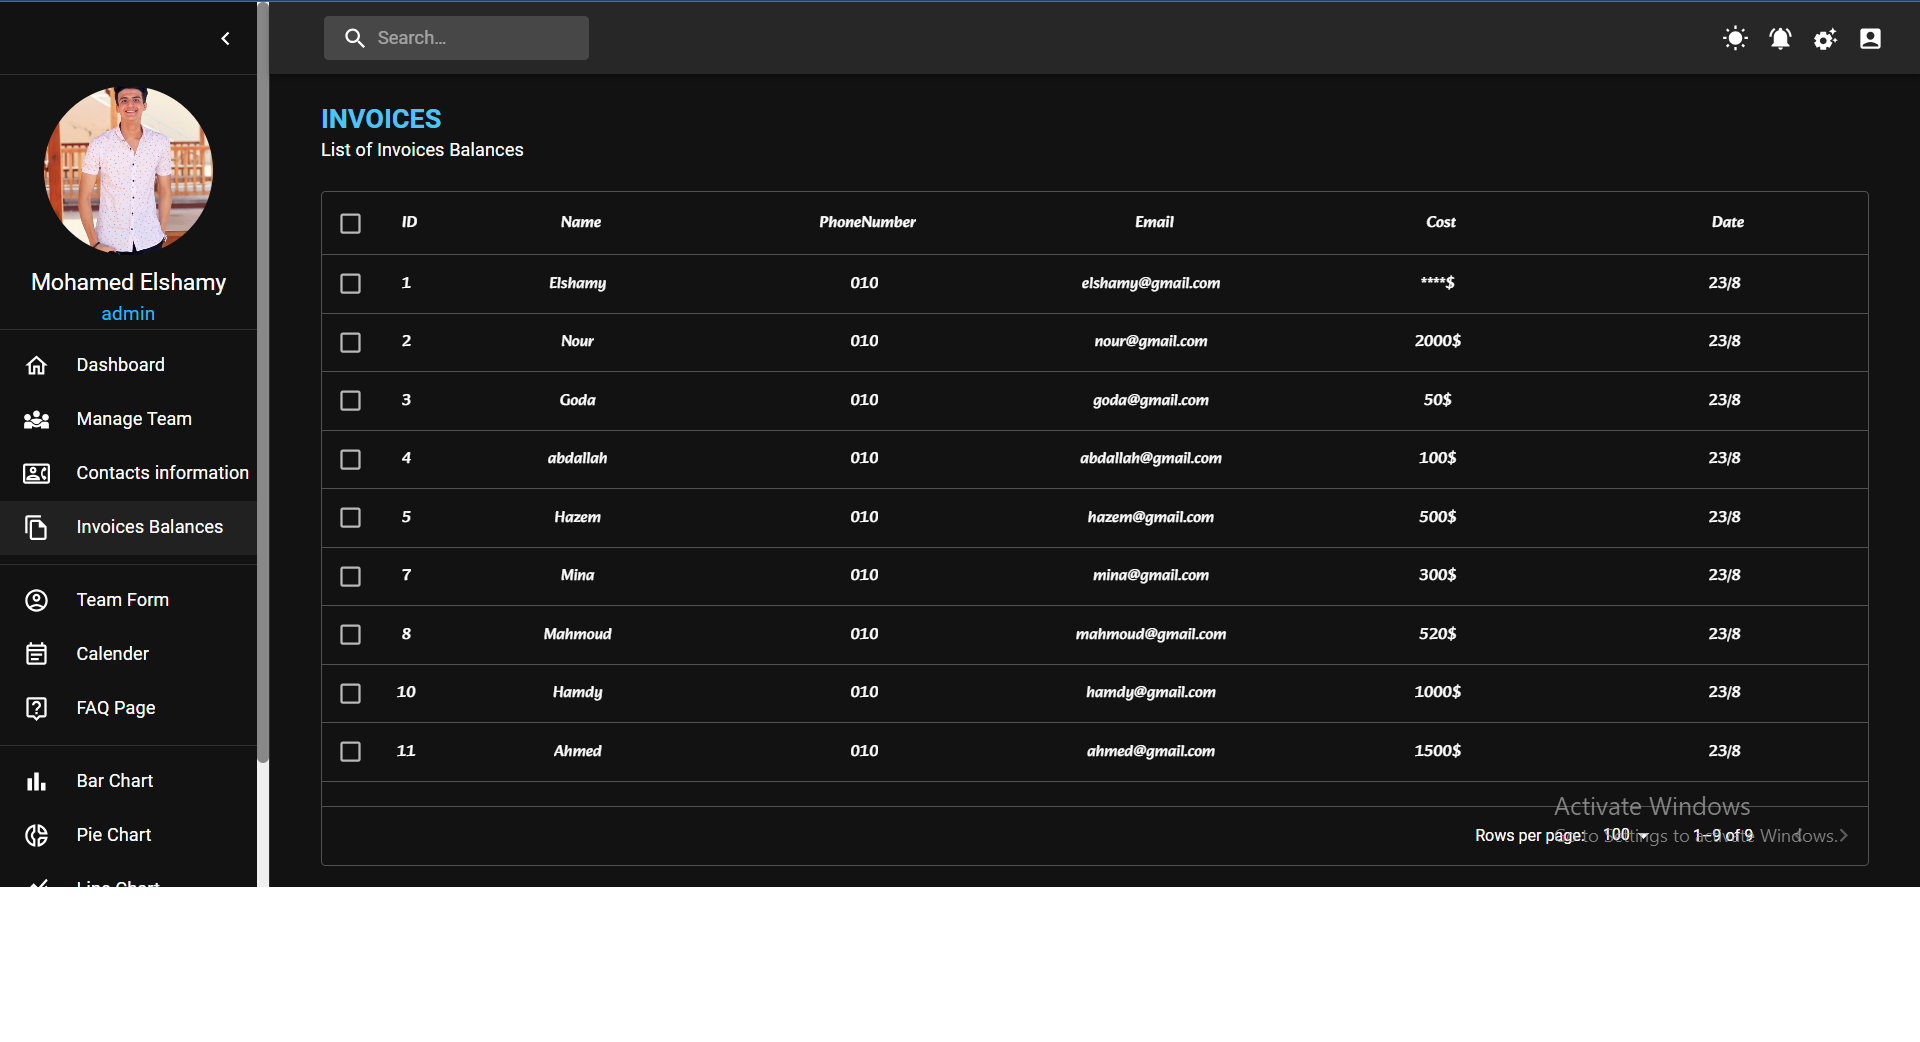 Search…
Mohamed Elshamy
admin
Dashboard
Manage Team
Contacts information
Invoices Balances
Team Form
Calender
FAQ Page
Bar Chart
Pie Chart
Line Chart
INVOICES
List of Invoices Balances
ID Name PhoneNumber Email Cost Date
1 Elshamy 010 elshamy@gmail.com ****$ 23/8
2 Nour 010 nour@gmail.com 2000$ 23/8
3 Goda 010 goda@gmail.com 50$ 23/8
4 abdallah 010 abdallah@gmail.com 100$ 23/8
5 Hazem 010 hazem@gmail.com 500$ 23/8
7 Mina 010 mina@gmail.com 300$ 23/8
8 Mahmoud 010 mahmoud@gmail.com 520$ 23/8
10 Hamdy 010 hamdy@gmail.com 1000$ 23/8
11 Ahmed 010 ahmed@gmail.com 1500$ 23/8
Rows per page: 100 1–9 of 9
Activate Windows
Go to Settings to activate Windows.